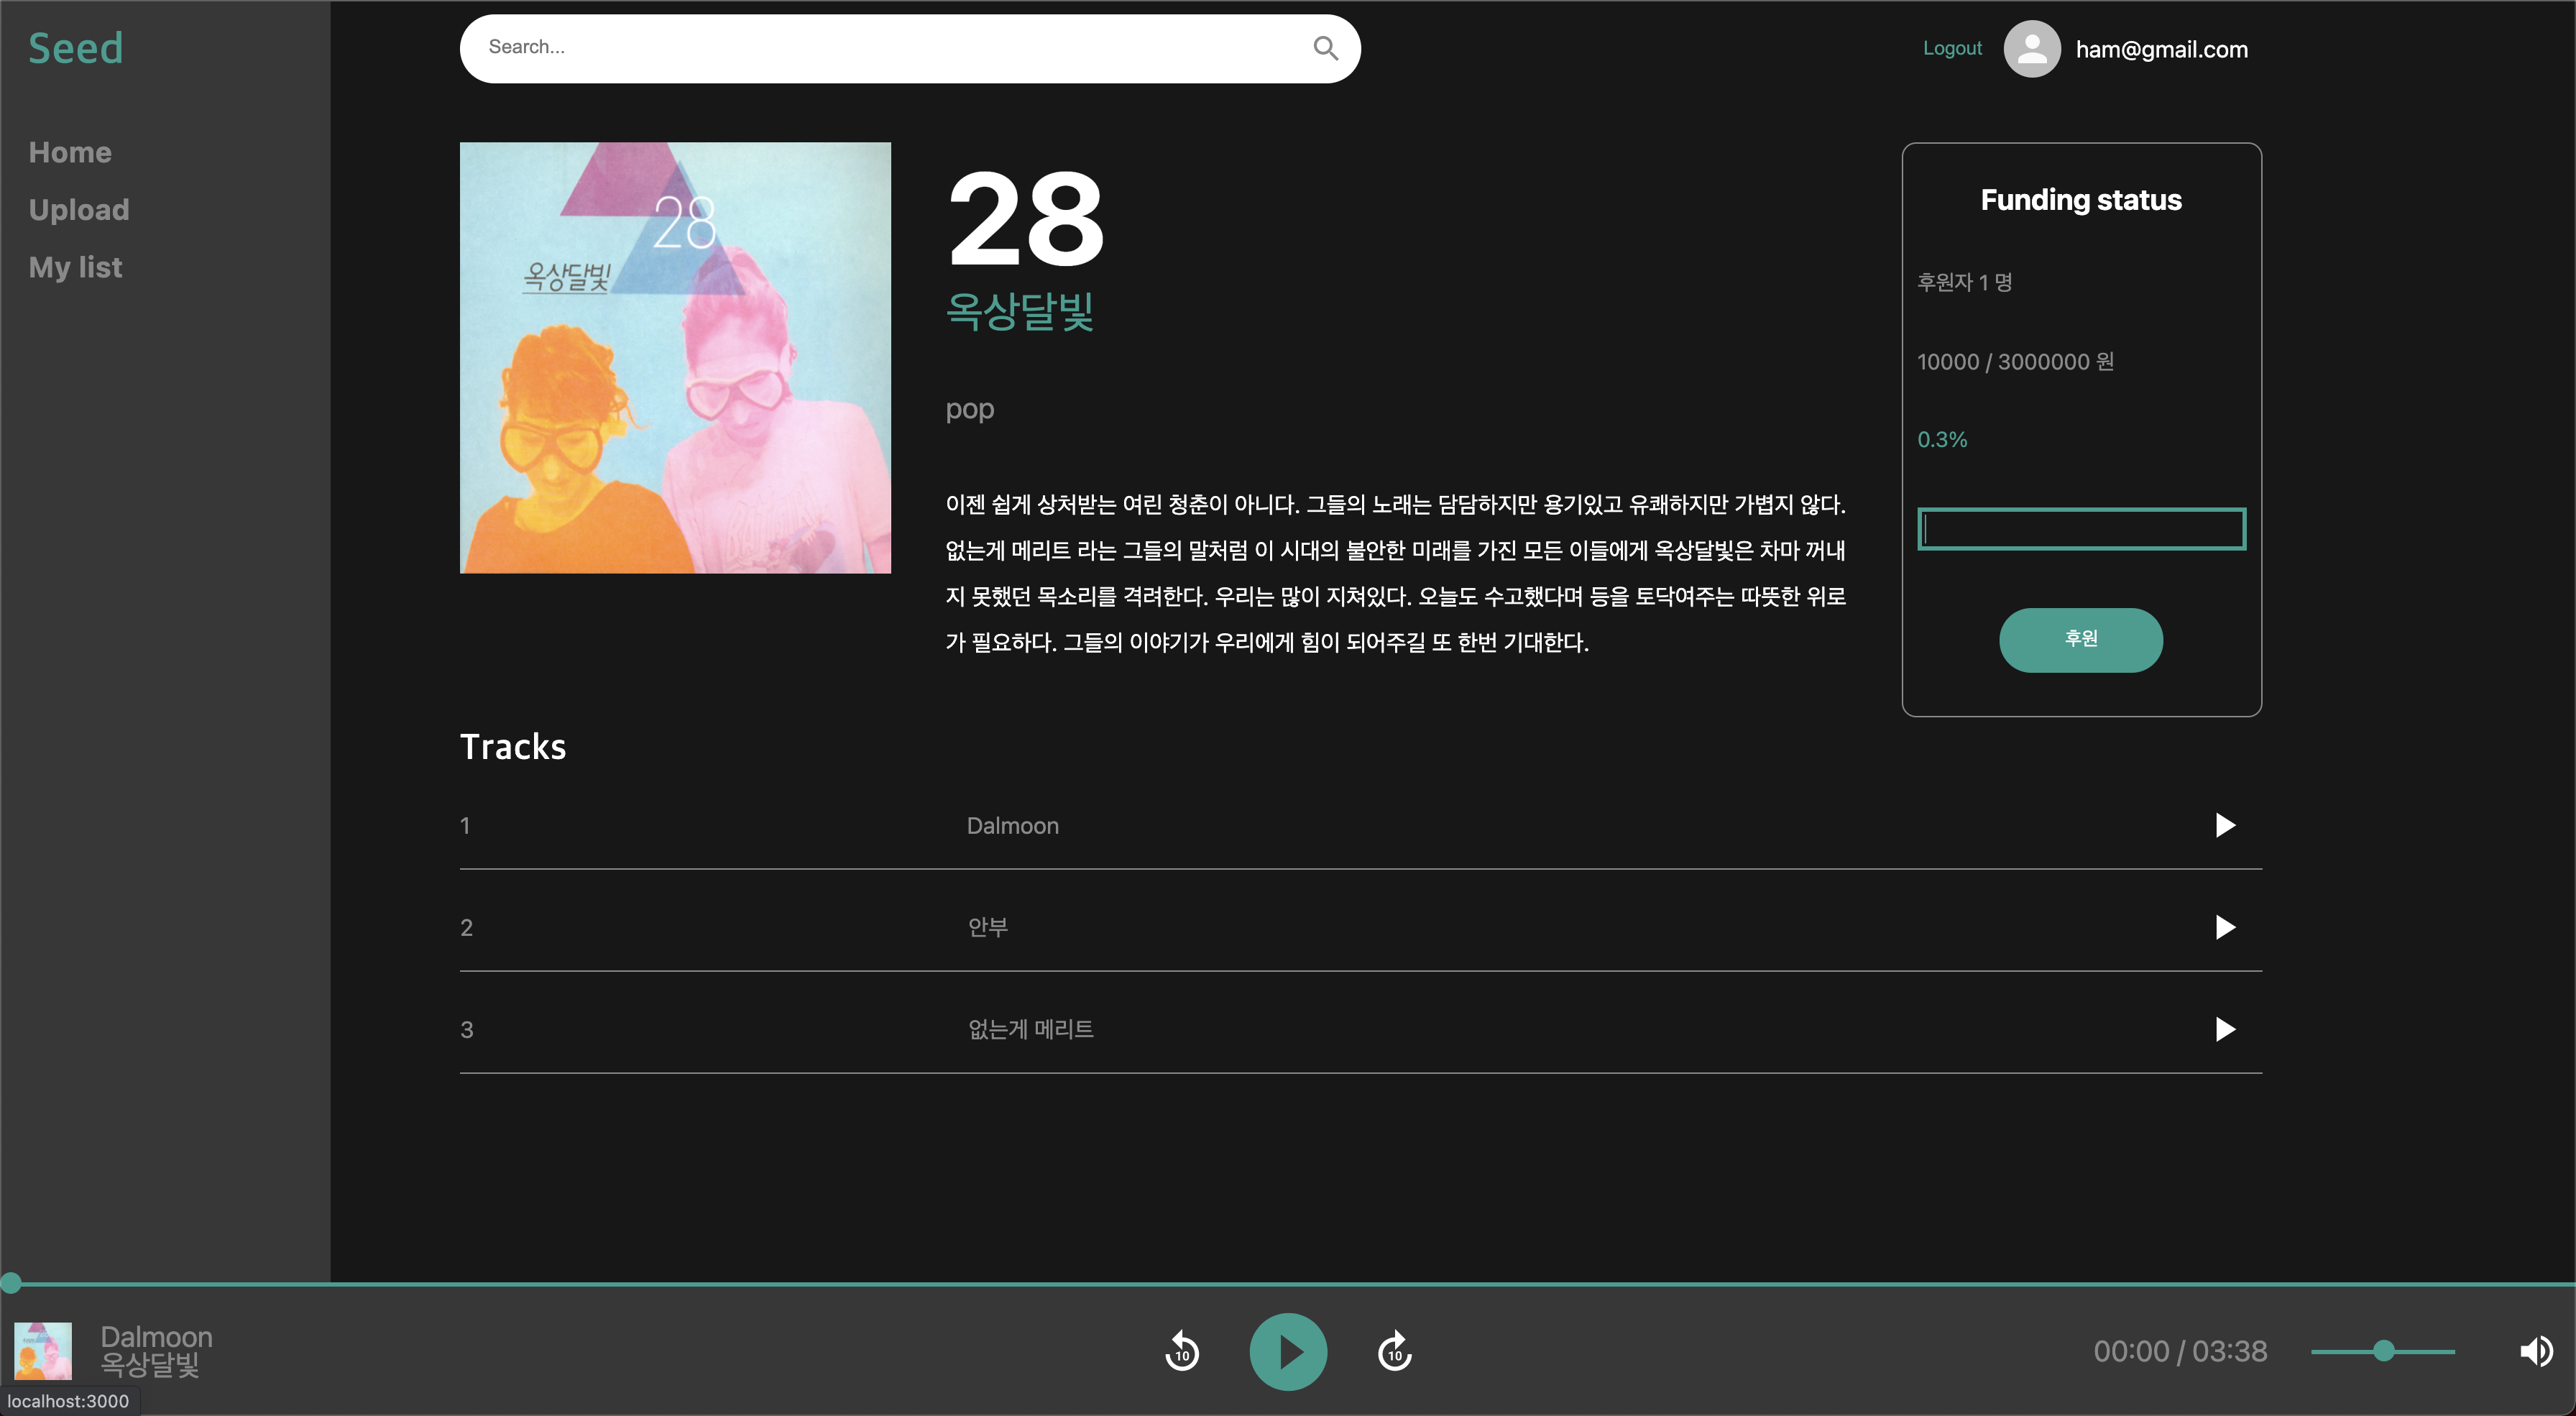 Seed
Search...
Logout
ham@gmail.com
Home
Upload
My list
28
옥상달빛
28
옥상달빛
pop
이젠 쉽게 상처받는 여린 청춘이 아니다. 그들의 노래는 담담하지만 용기있고 유쾌하지만 가볍지 않다.
없는게 메리트 라는 그들의 말처럼 이 시대의 불안한 미래를 가진 모든 이들에게 옥상달빛은 차마 꺼내
지 못했던 목소리를 격려한다. 우리는 많이 지쳐있다. 오늘도 수고했다며 등을 토닥여주는 따뜻한 위로
가 필요하다. 그들의 이야기가 우리에게 힘이 되어주길 또 한번 기대한다.
Funding status
후원자 1 명
10000 / 3000000 원
0.3%
후원
Tracks
1 Dalmoon
2 안부
3 없는게 메리트
Dalmoon
옥상달빛
10
10
00:00 / 03:38
localhost:3000